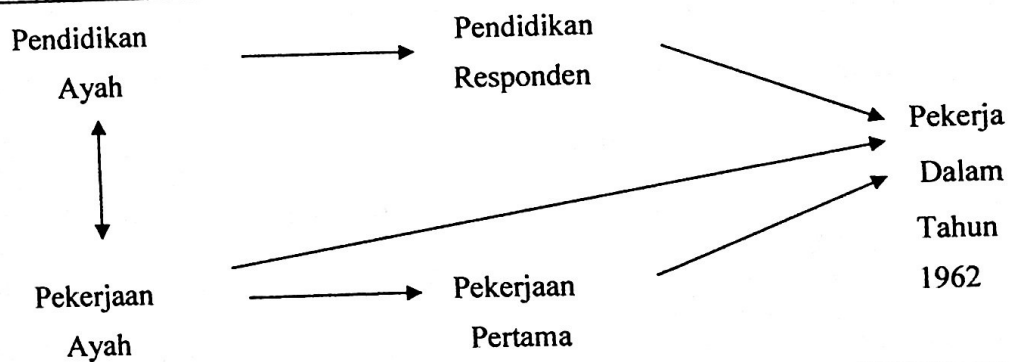 Pendidikan
Ayah
Pendidikan
Responden
Pekerja
Dalam
Tahun
1962
Pekerjaan
Ayah
Pekerjaan
Pertama